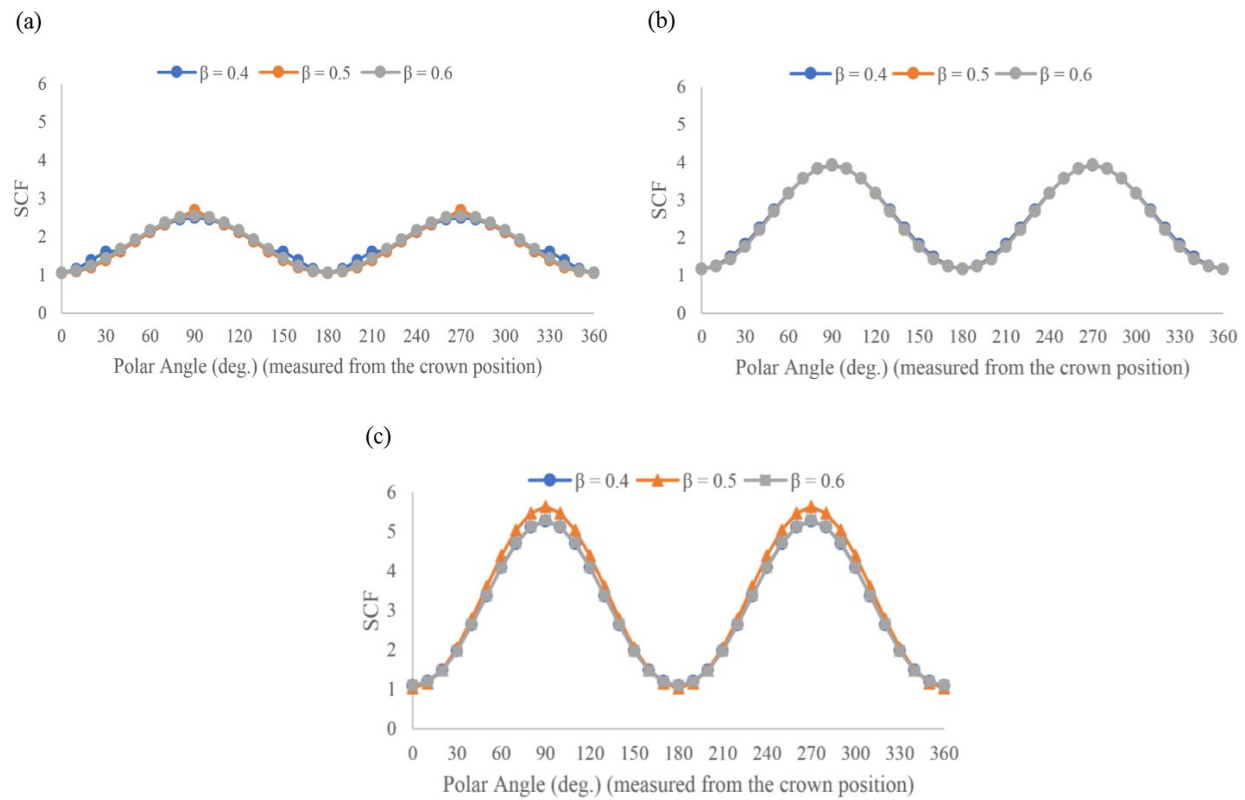 (a)
β = 0.4 β = 0.5 β = 0.6
6
5
4
3
2
1
0
SCF
0 30 60 90 120 150 180 210 240 270 300 330 360
Polar Angle (deg.) (measured from the crown position)
(b)
β = 0.4 β = 0.5 β = 0.6
6
5
4
3
2
1
0
SCF
0 30 60 90 120 150 180 210 240 270 300 330 360
Polar Angle (deg.) (measured from the crown position)
(c)
β = 0.4 β = 0.5 β = 0.6
6
5
4
3
2
1
0
SCF
0 30 60 90 120 150 180 210 240 270 300 330 360
Polar Angle (deg.) (measured from the crown position)